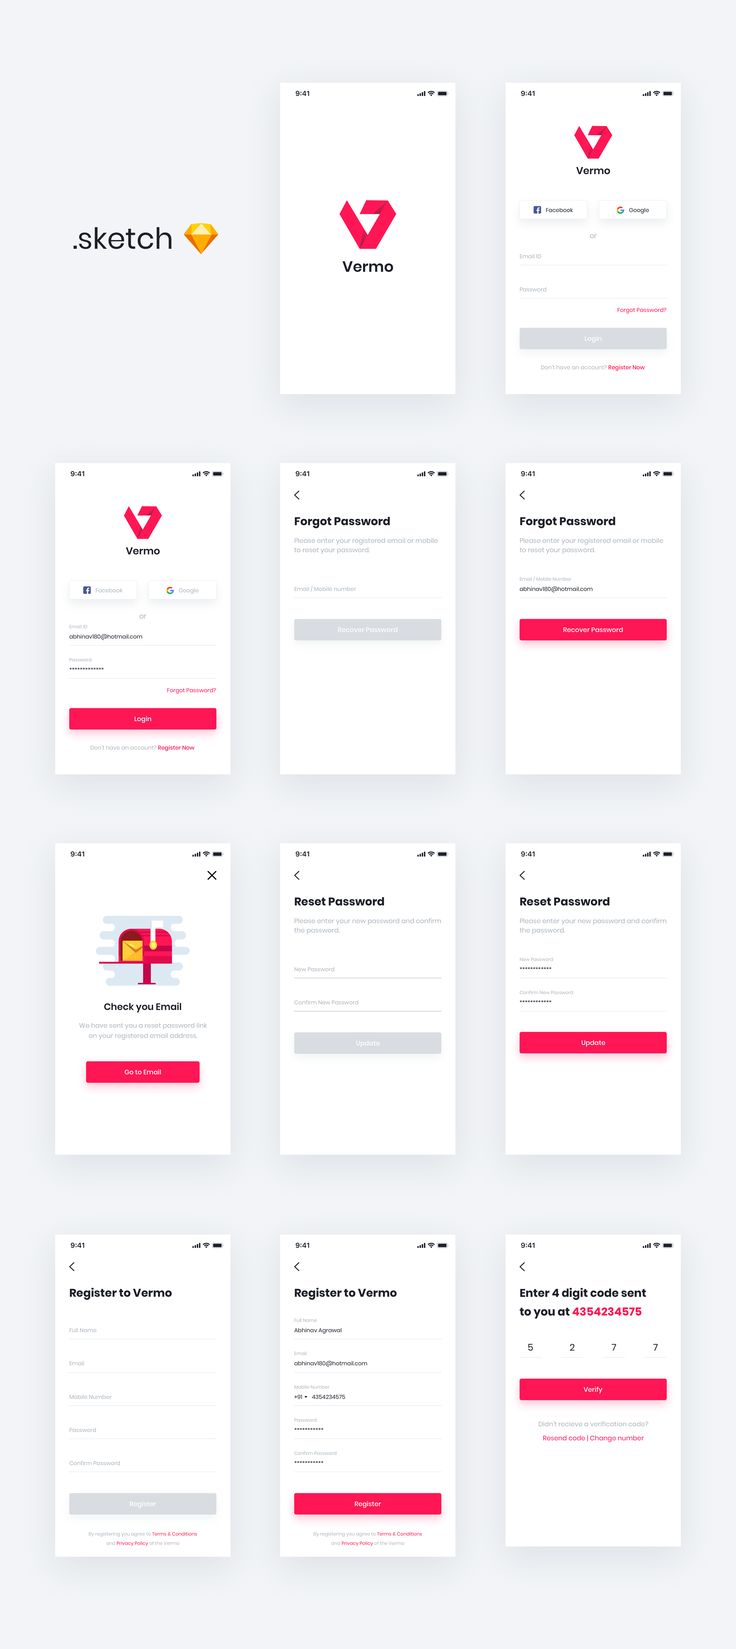 .sketch
9:41
Vermo
9:41
Vermo
Facebook
Google
or
Email ID
Password
Forgot Password?
Login
Don't have an account? Register Now
9:41
Vermo
Facebook
Google
or
Email ID
abhinav180@hotmail.com
Password
*************
Forgot Password?
Login
Don't have an account? Register Now
9:41
Forgot Password
Please enter your registered email or mobile
to reset your password.
Email / Mobile number
Recover Password
9:41
Forgot Password
Please enter your registered email or mobile
to reset your password.
Email / Mobile Number
abhinav180@hotmail.com
Recover Password
9:41
Check you Email
We have sent you a reset password link
on your registered email address.
Go to Email
9:41
Reset Password
Please enter your new password and confirm
the password.
New Password
Confirm New Password
Update
9:41
Reset Password
Please enter your new password and confirm
the password.
New Password
************
Confirm New Password
************
Update
9:41
Register to Vermo
Full Name
Email
Mobile Number
Password
Confirm Password
Register
By registering you agree to Terms & Conditions
and Privacy Policy of the Vermo
9:41
Register to Vermo
Full Name
Abhinav Agrawal
Email
abhinav180@hotmail.com
Mobile Number
+91 4354234575
Password
***********
Confirm Password
***********
Register
By registering you agree to Terms & Conditions
and Privacy Policy of the Vermo
9:41
Enter 4 digit code sent
to you at 4354234575
5 2 7 7
Verify
Didn't recieve a verification code?
Resend code | Change number